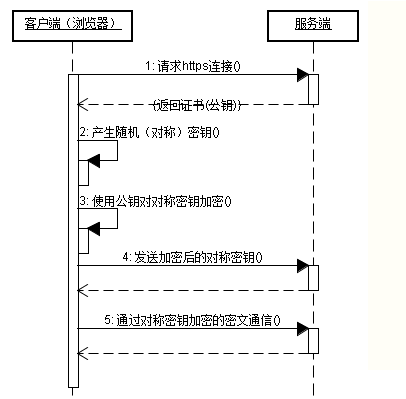 客户端（浏览器）
服务端
1: 请求https连接()
(返回证书(公钥))
2: 产生随机（对称）密钥()
3: 使用公钥对对称密钥加密()
4: 发送加密后的对称密钥()
5: 通过对称密钥加密的密文通信()